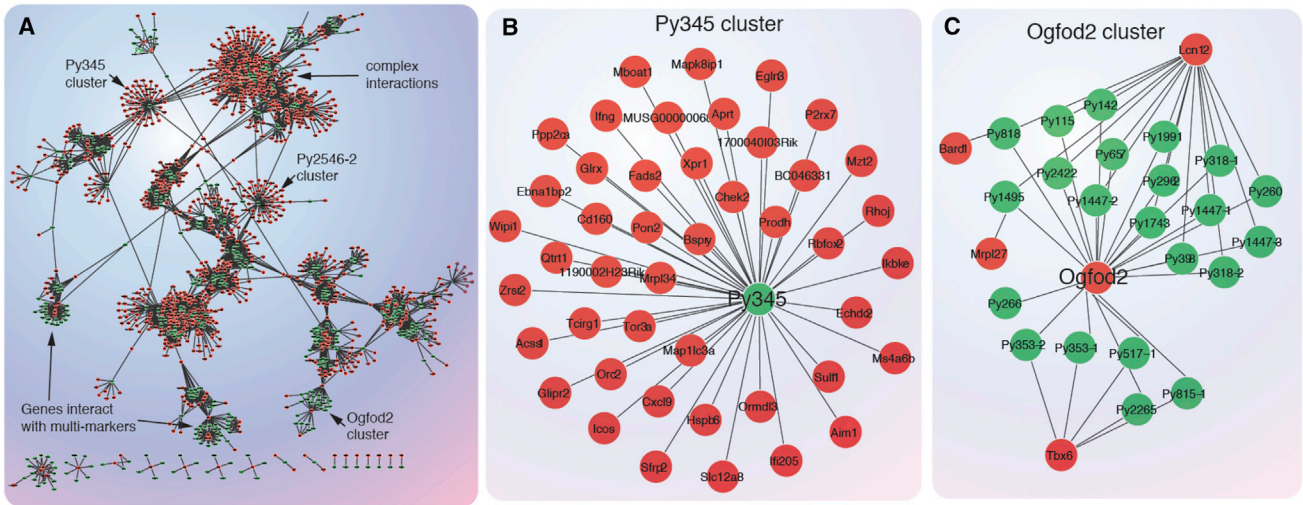 A
Py345
cluster
complex
interactions
Py2546-2
cluster
Genes interact
with multi-markers
Ogfod2
cluster
B
Py345 cluster
Mapk8ip1
Mboat1
Eglr3
Ifng
Aprt
P2rx7
Ppp2ca
1700040I03Rik
Glrx
Xpr1
Mzt2
Fads2
BC046331
Ebna1bp2
Chek2
Cd160
Rhoj
Wipi1
Pon2
Prodh
Bspry
Rbfox2
Qtrt1
Ikbke
1190002H23Rik
Mrpl34
Zrsr2
Py345
Echdc2
Tcirg1
Tor3a
Acssl
Map1lc3a
Ms4a6b
Orc2
Sulf1
Glipr2
Cxcl9
Ormdl3
Icos
Hspb6
Aim1
Sfrp2
Ifi205
Slc12a8
C
Ogfod2 cluster
Lcn12
Py142
Py115
Py818
Py1991
Bard1
Py657
Py318-1
Py2422
Py2962
Py1495
Py260
Py1447-2
Py1447-1
Py1743
Py1447-3
Mrpl27
Py398
Ogfod2
Py318-2
Py266
Py353-2
Py353-1
Py517-1
Py815-1
Py2265
Tbx6